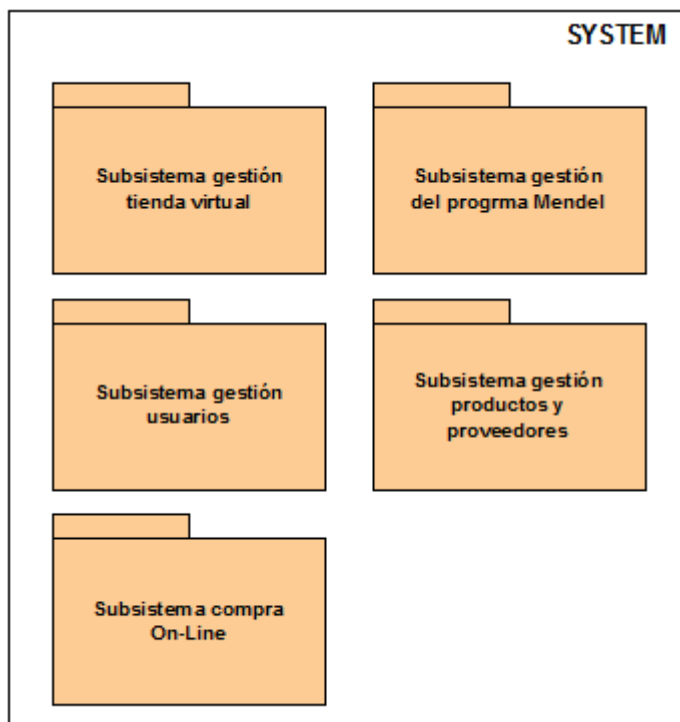 SYSTEM
Subsistema gestión
tienda virtual
Subsistema gestión
del progrma Mendel
Subsistema gestión
usuarios
Subsistema gestión
productos y
proveedores
Subsistema compra
On-Line